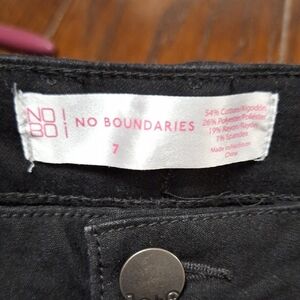 NO
BO!
NO BOUNDARIES
7
54% Cotton/Algodón
26% Polyester/Poliéster
19% Rayon/Rayón
1% Spandex
Made in/Hecho en
China